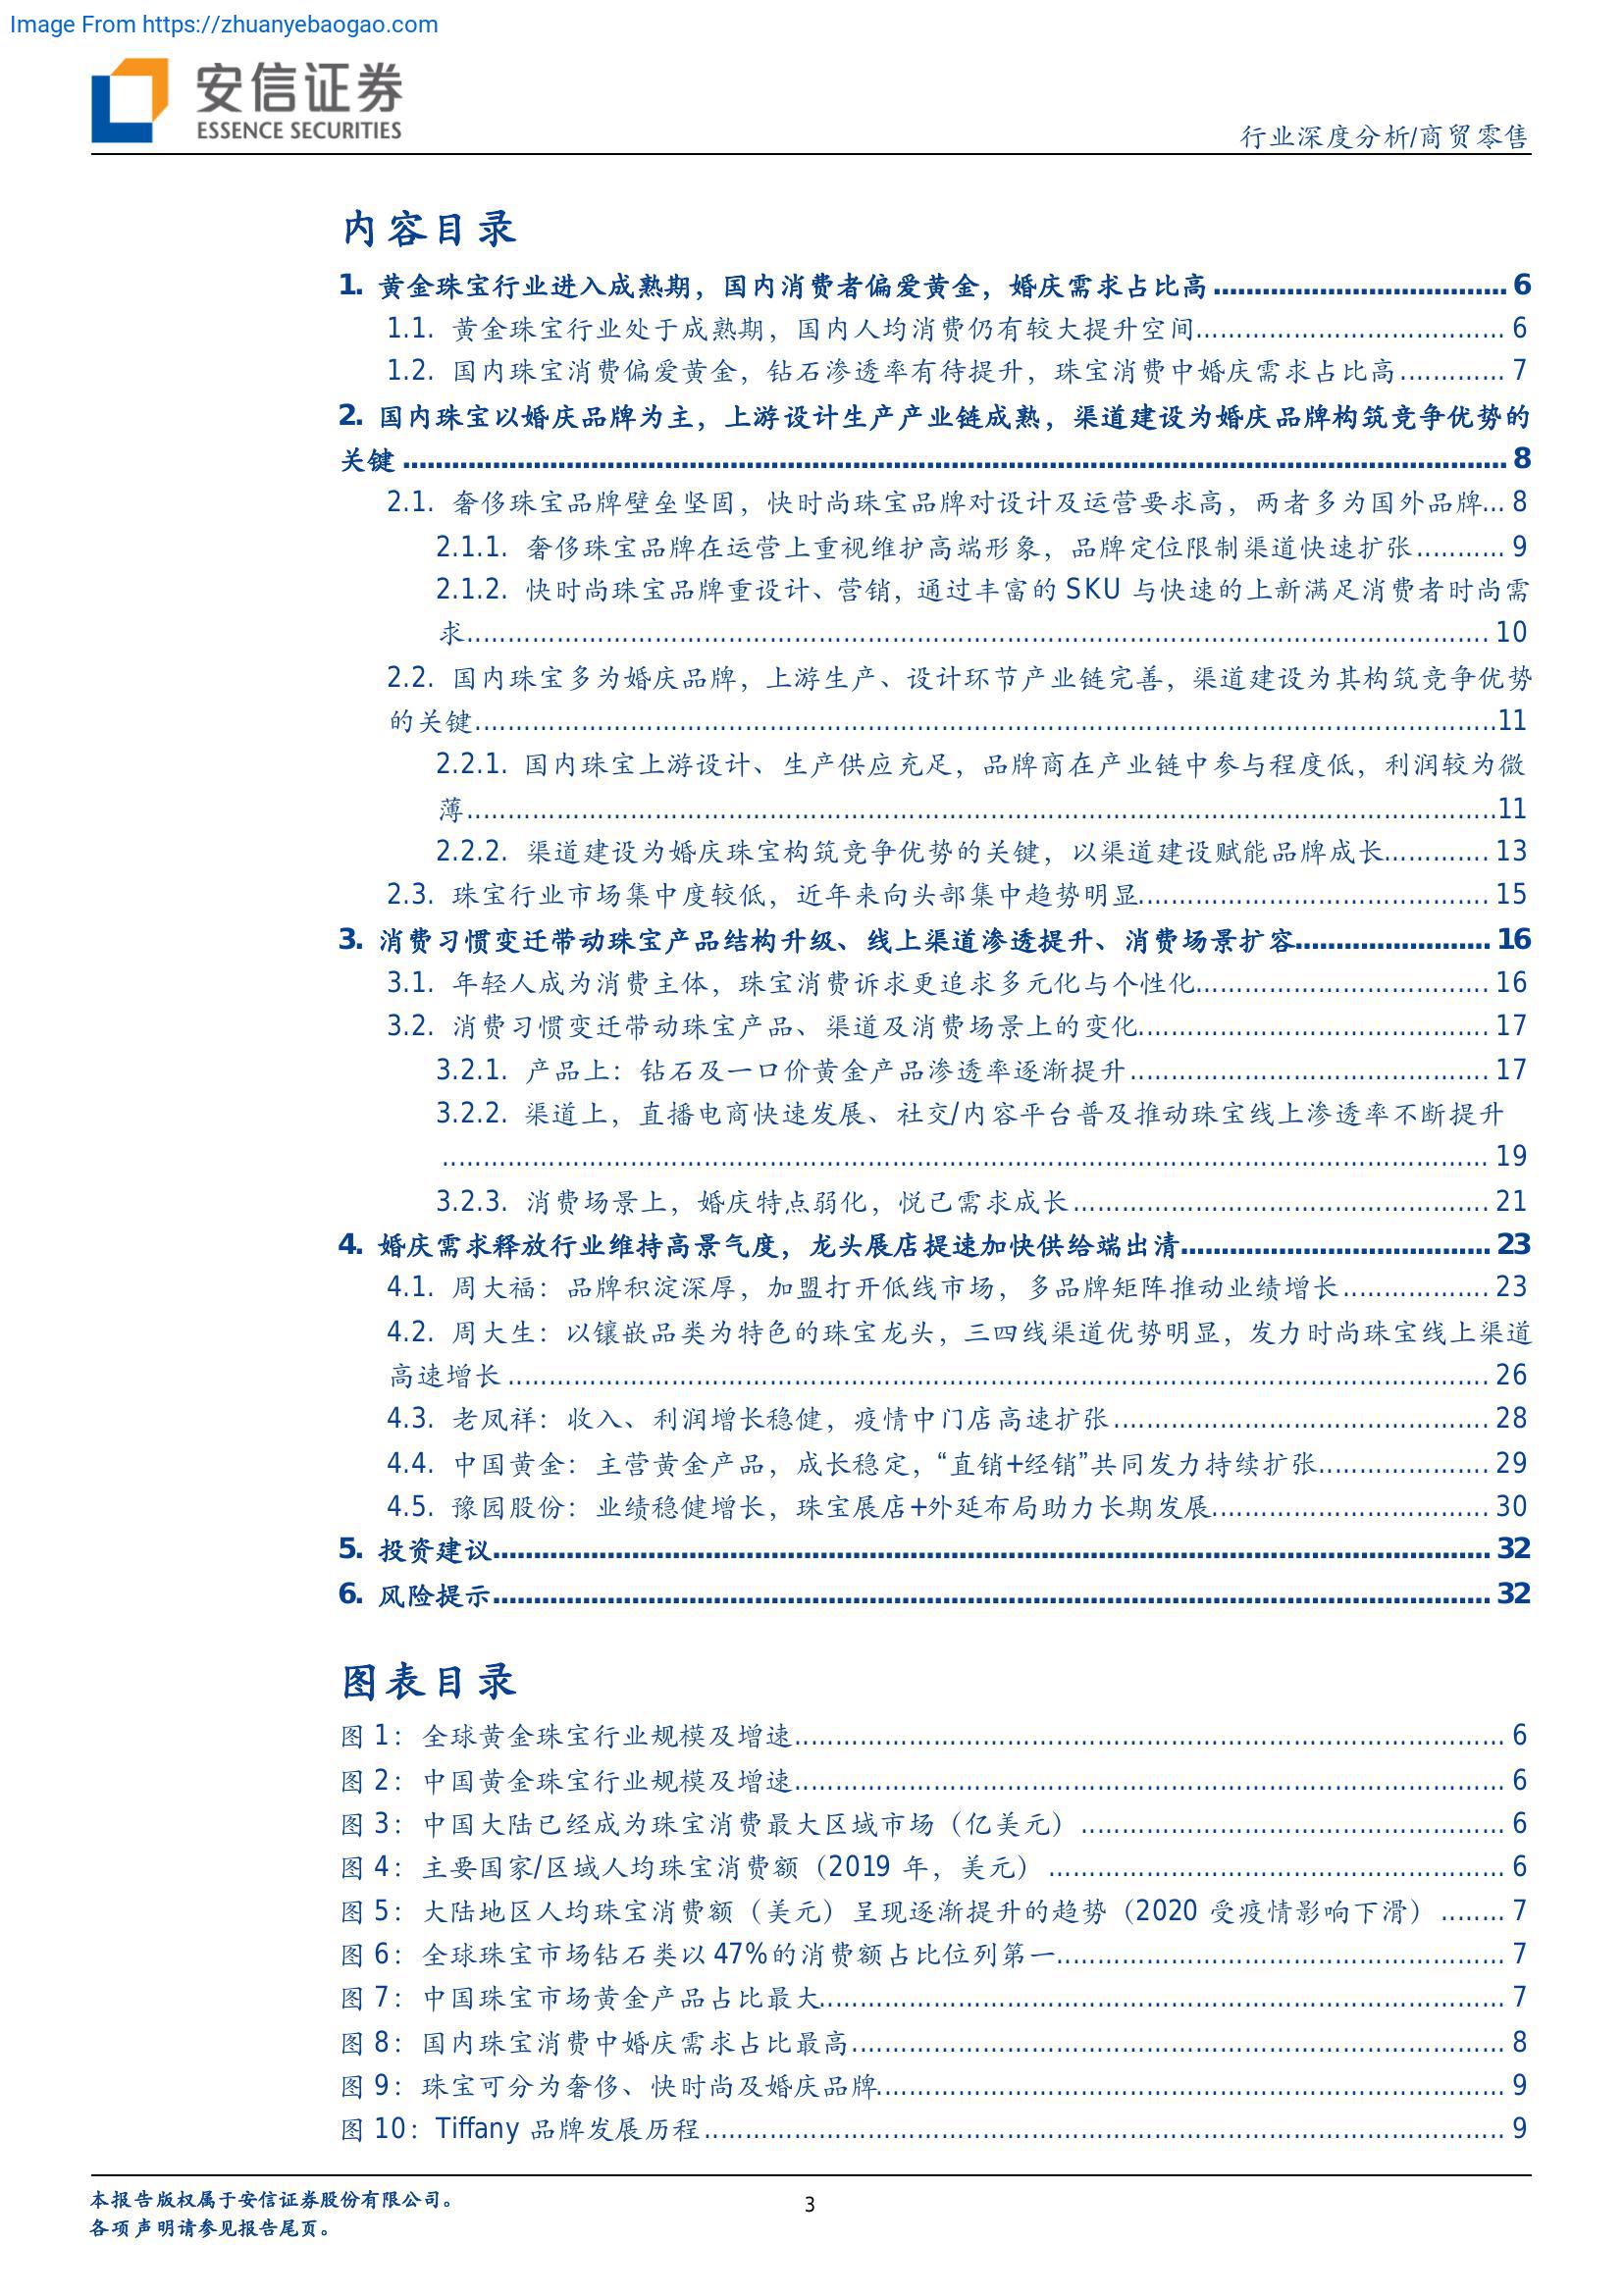 Image From https://zhuanyebaogao.com
安信证券
ESSENCE SECURITIES
行业深度分析/商贸零售
内容目录
1. 黄金珠宝行业进入成熟期，国内消费者偏爱黄金，婚庆需求占比高.................................... 6
1.1. 黄金珠宝行业处于成熟期，国内人均消费仍有较大提升空间...................................... 6
1.2. 国内珠宝消费偏爱黄金，钻石渗透率有待提升，珠宝消费中婚庆需求占比高............. 7
2. 国内珠宝以婚庆品牌为主，上游设计生产产业链成熟，渠道建设为婚庆品牌构筑竞争优势的
关键 ........................................................................................................................................ 8
2.1. 奢侈珠宝品牌壁垒坚固，快时尚珠宝品牌对设计及运营要求高，两者多为国外品牌... 8
2.1.1. 奢侈珠宝品牌在运营上重视维护高端形象，品牌定位限制渠道快速扩张........... 9
2.1.2. 快时尚珠宝品牌重设计、营销，通过丰富的 SKU 与快速的上新满足消费者时尚需
求............................................................................................................................. 10
2.2. 国内珠宝多为婚庆品牌，上游生产、设计环节产业链完善，渠道建设为其构筑竞争优势
的关键............................................................................................................................. 11
2.2.1. 国内珠宝上游设计、生产供应充足，品牌商在产业链中参与程度低，利润较为微
薄............................................................................................................................. 11
2.2.2. 渠道建设为婚庆珠宝构筑竞争优势的关键，以渠道建设赋能品牌成长............. 13
2.3. 珠宝行业市场集中度较低，近年来向头部集中趋势明显........................................... 15
3. 消费习惯变迁带动珠宝产品结构升级、线上渠道渗透提升、消费场景扩容........................ 16
3.1. 年轻人成为消费主体，珠宝消费诉求更追求多元化与个性化.................................... 16
3.2. 消费习惯变迁带动珠宝产品、渠道及消费场景上的变化........................................... 17
3.2.1. 产品上：钻石及一口价黄金产品渗透率逐渐提升............................................ 17
3.2.2. 渠道上，直播电商快速发展、社交/内容平台普及推动珠宝线上渗透率不断提升
................................................................................................................................ 19
3.2.3. 消费场景上，婚庆特点弱化，悦己需求成长................................................... 21
4. 婚庆需求释放行业维持高景气度，龙头展店提速加快供给端出清...................................... 23
4.1. 周大福：品牌积淀深厚，加盟打开低线市场，多品牌矩阵推动业绩增长.................. 23
4.2. 周大生：以镶嵌品类为特色的珠宝龙头，三四线渠道优势明显，发力时尚珠宝线上渠道
高速增长 ........................................................................................................................ 26
4.3. 老凤祥：收入、利润增长稳健，疫情中门店高速扩张.............................................. 28
4.4. 中国黄金：主营黄金产品，成长稳定，“直销+经销”共同发力持续扩张..................... 29
4.5. 豫园股份：业绩稳健增长，珠宝展店+外延布局助力长期发展.................................. 30
5. 投资建议.......................................................................................................................... 32
6. 风险提示.......................................................................................................................... 32
图表目录
图 1：全球黄金珠宝行业规模及增速....................................................................................... 6
图 2：中国黄金珠宝行业规模及增速....................................................................................... 6
图 3：中国大陆已经成为珠宝消费最大区域市场（亿美元）.................................................... 6
图 4：主要国家/区域人均珠宝消费额（2019 年，美元） ........................................................ 6
图 5：大陆地区人均珠宝消费额（美元）呈现逐渐提升的趋势（2020 受疫情影响下滑） ........ 7
图 6：全球珠宝市场钻石类以 47%的消费额占比位列第一....................................................... 7
图 7：中国珠宝市场黄金产品占比最大.................................................................................... 7
图 8：国内珠宝消费中婚庆需求占比最高................................................................................ 8
图 9：珠宝可分为奢侈、快时尚及婚庆品牌............................................................................. 9
图 10：Tiffany 品牌发展历程.................................................................................................. 9
本报告版权属于安信证券股份有限公司。
3
各项声明请参见报告尾页。